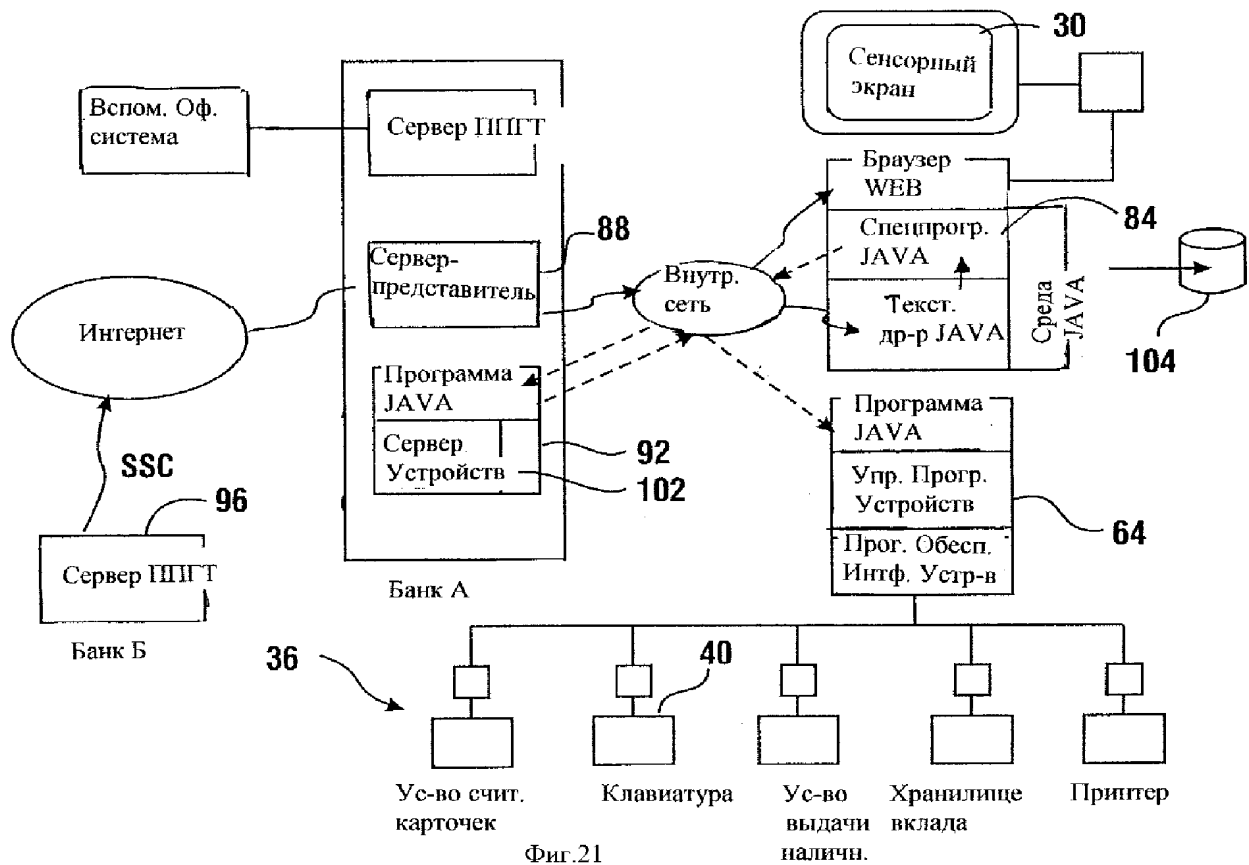 30
Сенсорный
экран
Вспом. Оф.
система
Сервер ППГТ
Браузер
WEB
88
84
Спецпрогр.
JAVA
Сервер-
представитель
Внутр.
сеть
Интернет
Текст.
др-р JAVA
Среда
JAVA
104
Программа
JAVA
92
Сервер
Устройств
102
Программа
JAVA
Упр. Прогр.
Устройств
64
Прог. Обесп.
Интф. Устр-в
SSC
96
Сервер ППГТ
Банк А
Банк Б
36
40
Ус-во счит.
карточек
Клавиатура
Ус-во
выдачи
наличн.
Хранилище
вклада
Принтер
Фиг.21